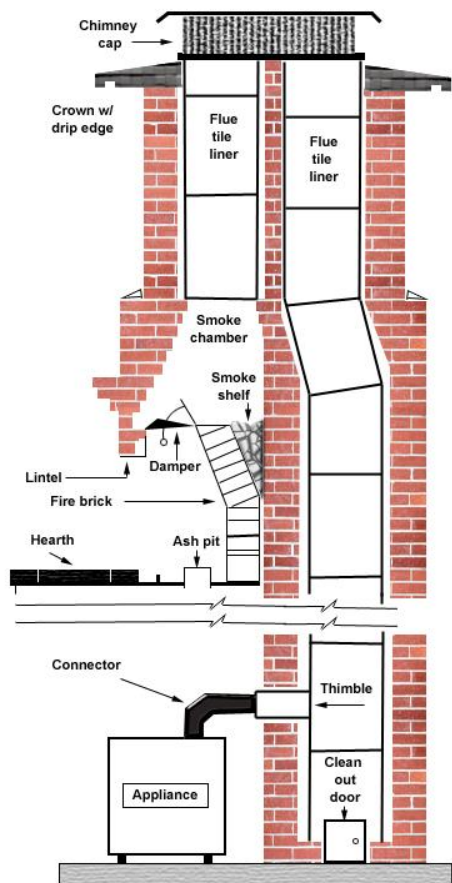 Chimney
cap
Crown w/
drip edge
Flue
tile
liner
Flue
tile
liner
Smoke
chamber
Smoke
shelf
Damper
Lintel
Fire brick
Hearth
Ash pit
Connector
Thimble
Clean
out
door
Appliance